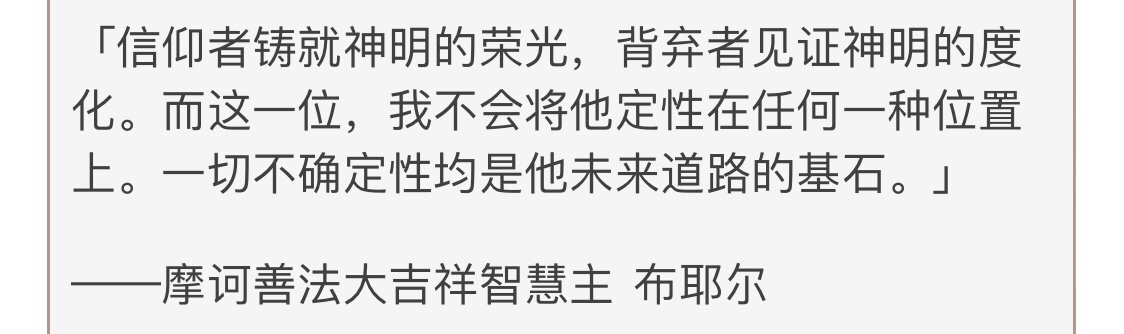 「信仰者铸就神明的荣光，背弃者见证神明的度
化。而这一位，我不会将他定性在任何一种位置
上。一切不确定性均是他未来道路的基石。」
——摩诃善法大吉祥智慧主 布耶尔